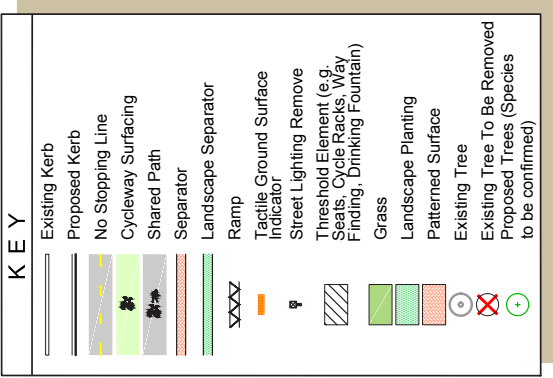 KEY
Existing Kerb
Proposed Kerb
No Stopping Line
Cycleway Surfacing
Shared Path
Separator
Landscape Separator
Ramp
Tactile Ground Surface
Indicator
Street Lighting Remove
Threshold Element (e.g.
Seats, Cycle Racks, Way
Finding, Drinking Fountain)
Grass
Landscape Planting
Patterned Surface
Existing Tree
Existing Tree To Be Removed
Proposed Trees (Species
to be confirmed)